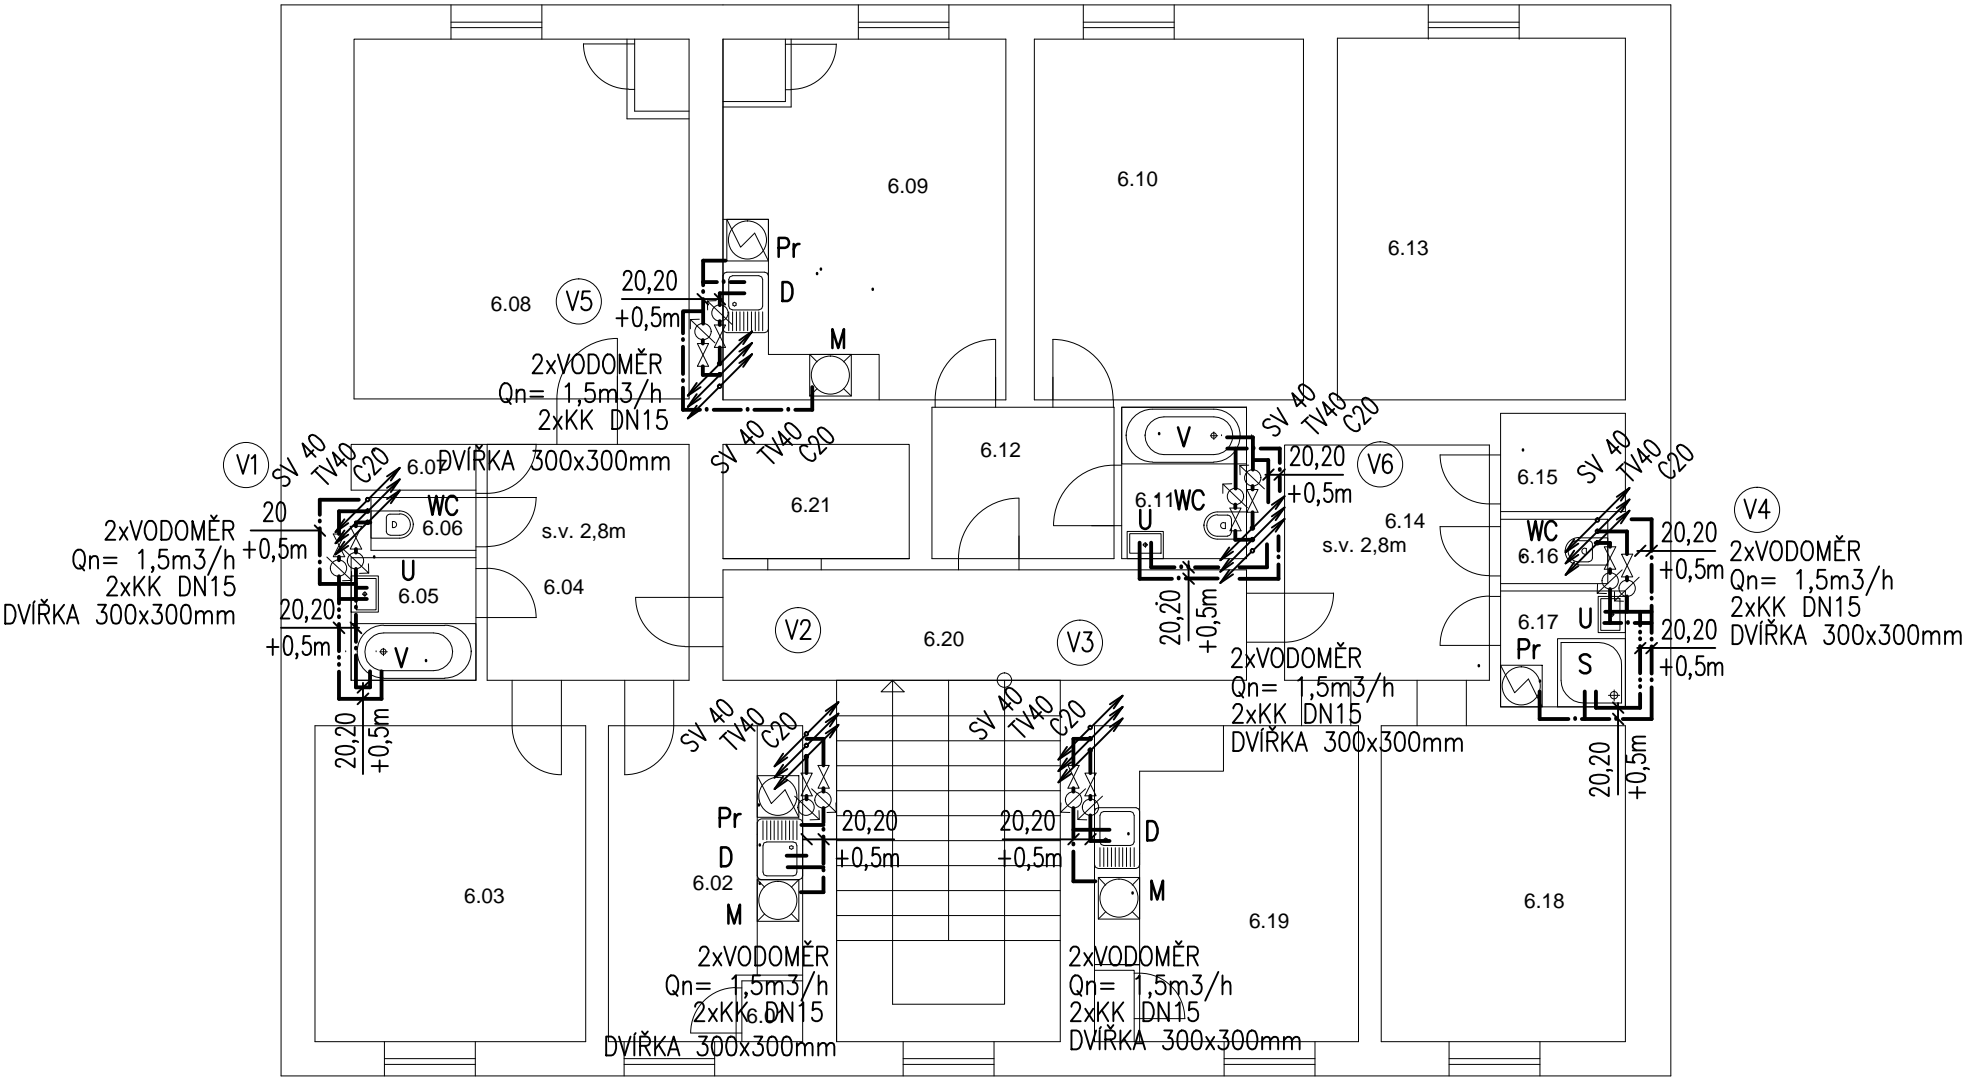 6.09
6.10
6.13
6.08
V5
20,20
+0,5m
Pr
D
M
2xVODOMĚR
Qn= 1,5m3/h
2xKK DN15
DVÍŘKA 300x300mm
SV 40
TV40
C20
V1
SV 40
TV40
C20
6.07
WC
6.06
20
+0,5m
2xVODOMĚR
Qn= 1,5m3/h
2xKK DN15
DVÍŘKA 300x300mm
U
6.05
20,20
+0,5m
V
20,20
+0,5m
s.v. 2,8m
6.04
6.21
6.12
V
6.11
WC
U
SV 40
TV40
C20
20,20
+0,5m
V6
20,20
+0,5m
6.14
s.v. 2,8m
6.15
SV 40
TV40
C20
WC
6.16
20,20
+0,5m
V4
2xVODOMĚR
Qn= 1,5m3/h
2xKK DN15
DVÍŘKA 300x300mm
6.17
U
Pr
S
20,20
+0,5m
20,20
+0,5m
V2
6.20
V3
2xVODOMĚR
Qn= 1,5m3/h
2xKK DN15
DVÍŘKA 300x300mm
SV 40
TV40
C20
SV 40
TV40
C20
Pr
D
6.02
M
20,20
+0,5m
20,20
+0,5m
D
M
6.03
6.19
6.18
2xVODOMĚR
Qn= 1,5m3/h
2xKK DN15
6.01
DVÍŘKA 300x300mm
2xVODOMĚR
Qn= 1,5m3/h
2xKK DN15
DVÍŘKA 300x300mm